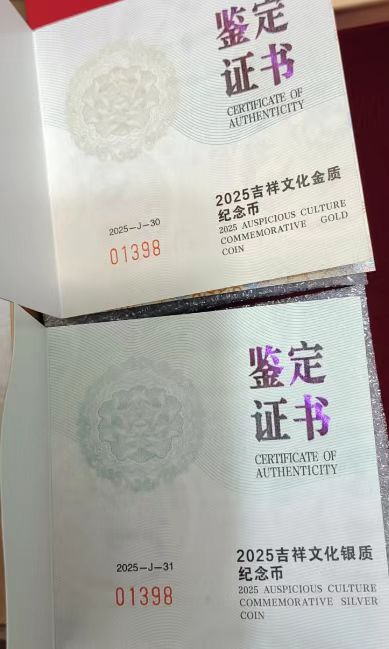 鉴定
证书
CERTIFICATE OF
AUTHENTICITY
2025吉祥文化金质
纪念币
2025 AUSPICIOUS CULTURE
COMMEMORATIVE GOLD
COIN
2025-J-30
01398
鉴定
证书
CERTIFICATE OF
AUTHENTICITY
2025吉祥文化银质
纪念币
2025 AUSPICIOUS CULTURE
COMMEMORATIVE SILVER
COIN
2025-J-31
01398